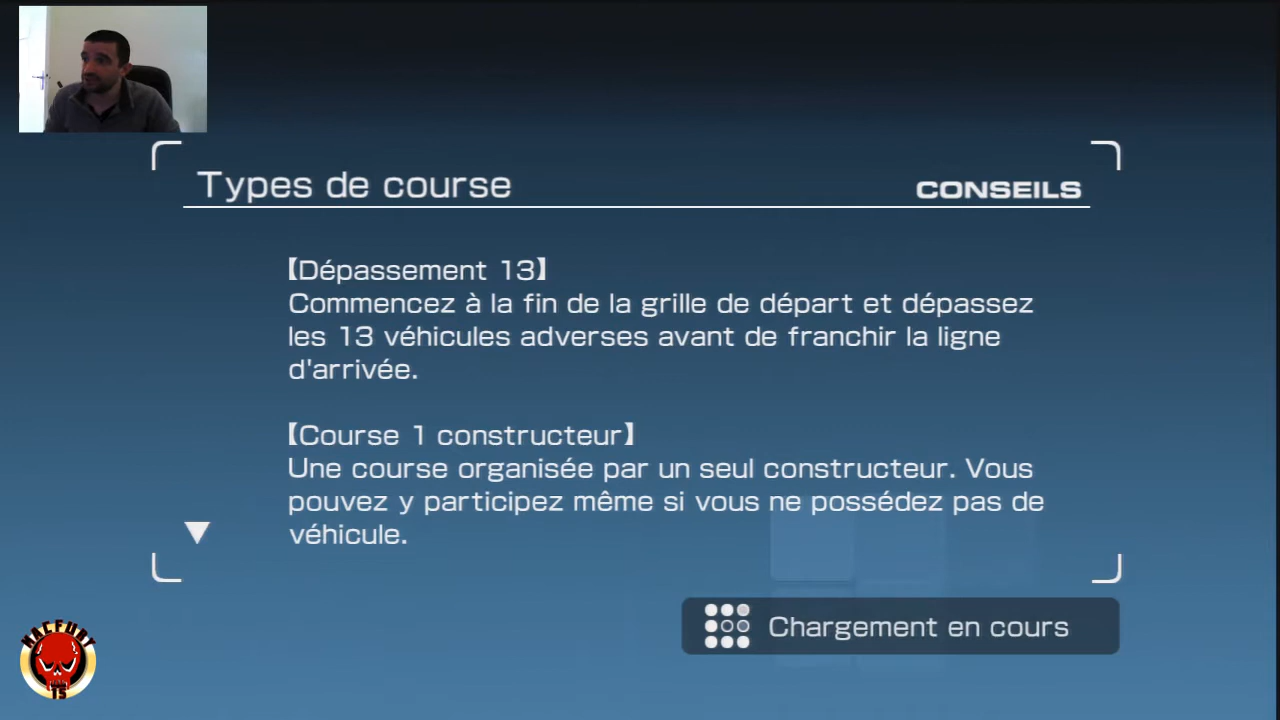 Types de course
CONSEILS
【Dépassement 13】
Commencez à la fin de la grille de départ et dépassez
les 13 véhicules adverses avant de franchir la ligne
d'arrivée.
【Course 1 constructeur】
Une course organisée par un seul constructeur. Vous
pouvez y participez même si vous ne possédez pas de
véhicule.
Chargement en cours
MACFURY
15